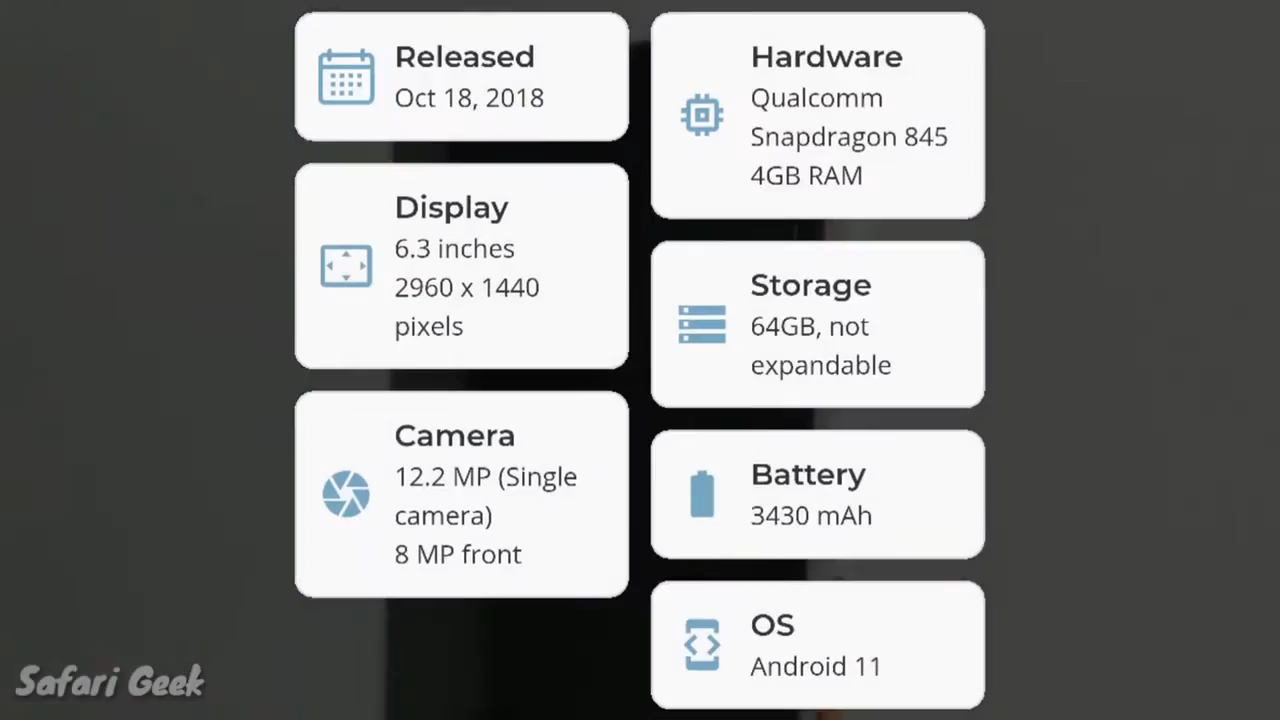 Released
Oct 18, 2018
Display
6.3 inches
2960 x 1440
pixels
Camera
12.2 MP (Single
camera)
8 MP front
Hardware
Qualcomm
Snapdragon 845
4GB RAM
Storage
64GB, not
expandable
Battery
3430 mAh
OS
Android 11
Safari Geek